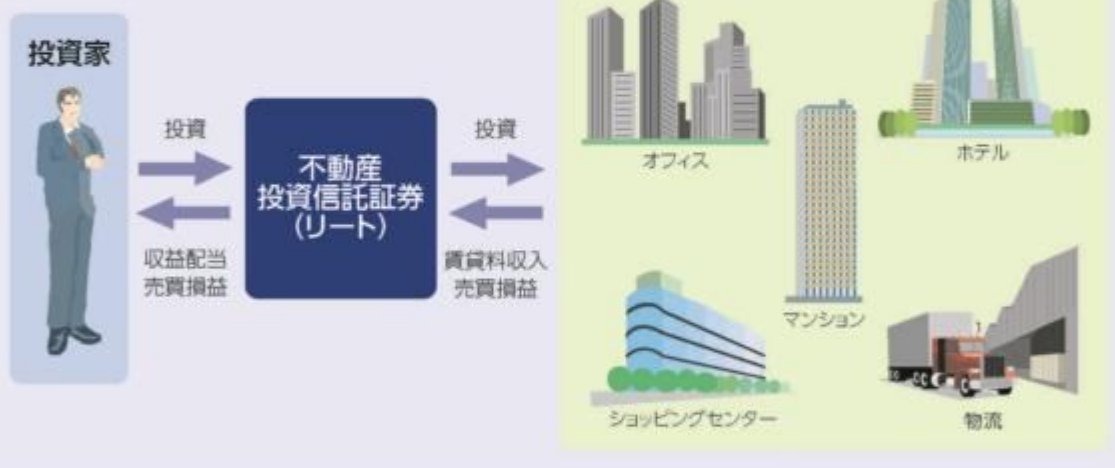 投資家
投資
収益配当
売買損益
不動産
投資信託証券
(リート)
投資
賃貸料収入
売買損益
オフィス
ホテル
マンション
ショッピングセンター
物流